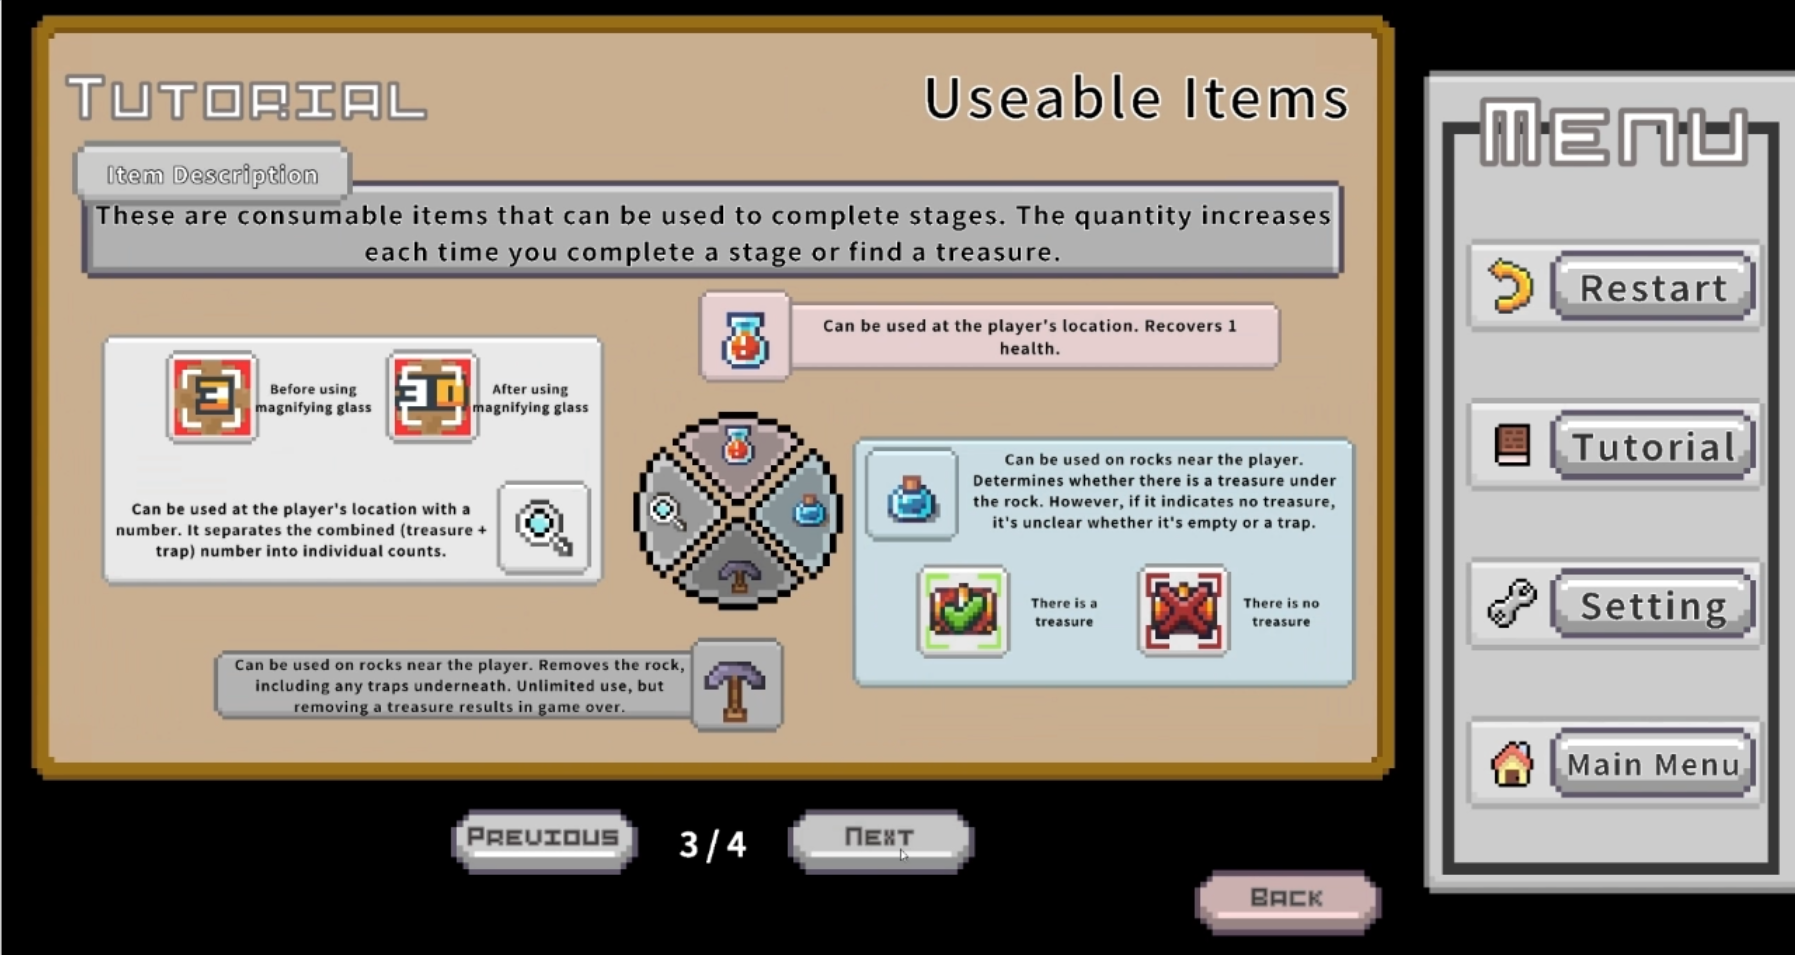 TUTORIAL
Useable Items
Item Description
These are consumable items that can be used to complete stages. The quantity increases
each time you complete a stage or find a treasure.
Can be used at the player's location. Recovers 1
health.
3
Before using
magnifying glass
3 0
After using
magnifying glass
Can be used at the player's location with a
number. It separates the combined (treasure +
trap) number into individual counts.
Can be used on rocks near the player.
Determines whether there is a treasure under
the rock. However, if it indicates no treasure,
it's unclear whether it's empty or a trap.
There is a
treasure
There is no
treasure
Can be used on rocks near the player. Removes the rock,
including any traps underneath. Unlimited use, but
removing a treasure results in game over.
PREVIOUS
3/4
NEXT
BACK
MENU
Restart
Tutorial
Setting
Main Menu